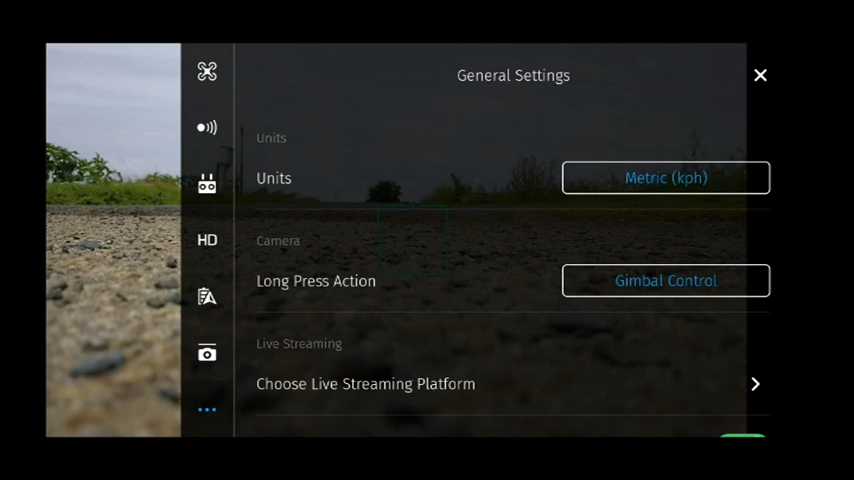 General Settings
Units
Units
Metric (kph)
HD
Camera
Long Press Action
Gimbal Control
Live Streaming
Choose Live Streaming Platform